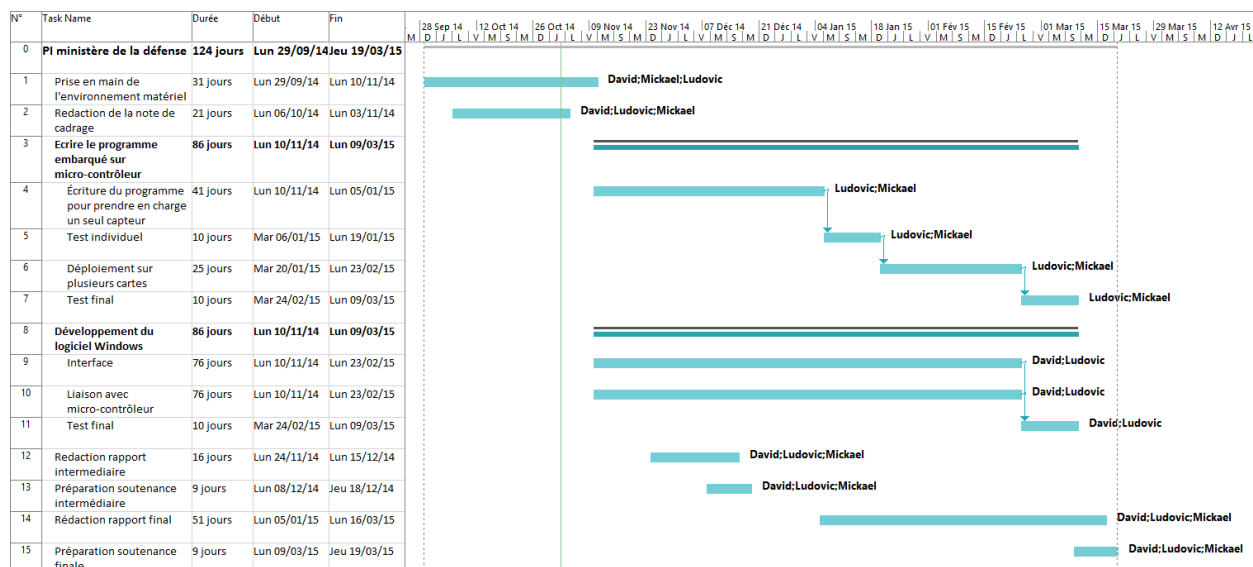 N° Task Name Durée Début Fin
28 Sep 14 12 Oct 14 26 Oct 14 09 Nov 14 23 Nov 14 07 Déc 14 21 Déc 14 04 Jan 15 18 Jan 15 01 Fév 15 15 Fév 15 01 Mar 15 15 Mar 15 29 Mar 15 12 Avr 15
M D J L V M S M D J L V M S M D J L V M S M D J L V M S M D J L V M S M D J L V M S M D J L V M S M D J L V M S M D J L
0 PI ministère de la défense 124 jours Lun 29/09/14 Jeu 19/03/15
1 Prise en main de 31 jours Lun 29/09/14 Lun 10/11/14 David;Mickael;Ludovic
l'environnement matériel
2 Redaction de la note de 21 jours Lun 06/10/14 Lun 03/11/14 David;Ludovic;Mickael
cadrage
3 Ecrire le programme 86 jours Lun 10/11/14 Lun 09/03/15
embarqué sur
micro-contrôleur
4 Écriture du programme 41 jours Lun 10/11/14 Lun 05/01/15 Ludovic;Mickael
pour prendre en charge
un seul capteur
5 Test individuel 10 jours Mar 06/01/15 Lun 19/01/15 Ludovic;Mickael
6 Déploiement sur 25 jours Mar 20/01/15 Lun 23/02/15 Ludovic;Mickael
plusieurs cartes
7 Test final 10 jours Mar 24/02/15 Lun 09/03/15 Ludovic;Mickael
8 Développement du 86 jours Lun 10/11/14 Lun 09/03/15
logiciel Windows
9 Interface 76 jours Lun 10/11/14 Lun 23/02/15 David;Ludovic
10 Liaison avec 76 jours Lun 10/11/14 Lun 23/02/15 David;Ludovic
micro-contrôleur
11 Test final 10 jours Mar 24/02/15 Lun 09/03/15 David;Ludovic
12 Redaction rapport 16 jours Lun 24/11/14 Lun 15/12/14 David;Ludovic;Mickael
intermediaire
13 Préparation soutenance 9 jours Lun 08/12/14 Jeu 18/12/14 David;Ludovic;Mickael
intermédiaire
14 Rédaction rapport final 51 jours Lun 05/01/15 Lun 16/03/15 David;Ludovic;Mickael
15 Préparation soutenance 9 jours Lun 09/03/15 Jeu 19/03/15 David;Ludovic;Mickael
finale